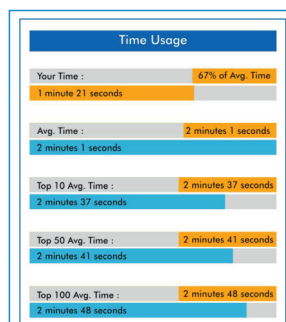 Time Usage
Your Time : 67% of Avg. Time
1 minute 21 seconds
Avg. Time : 2 minutes 1 seconds
2 minutes 1 seconds
Top 10 Avg. Time : 2 minutes 37 seconds
2 minutes 37 seconds
Top 50 Avg. Time : 2 minutes 41 seconds
2 minutes 41 seconds
Top 100 Avg. Time : 2 minutes 48 seconds
2 minutes 48 seconds